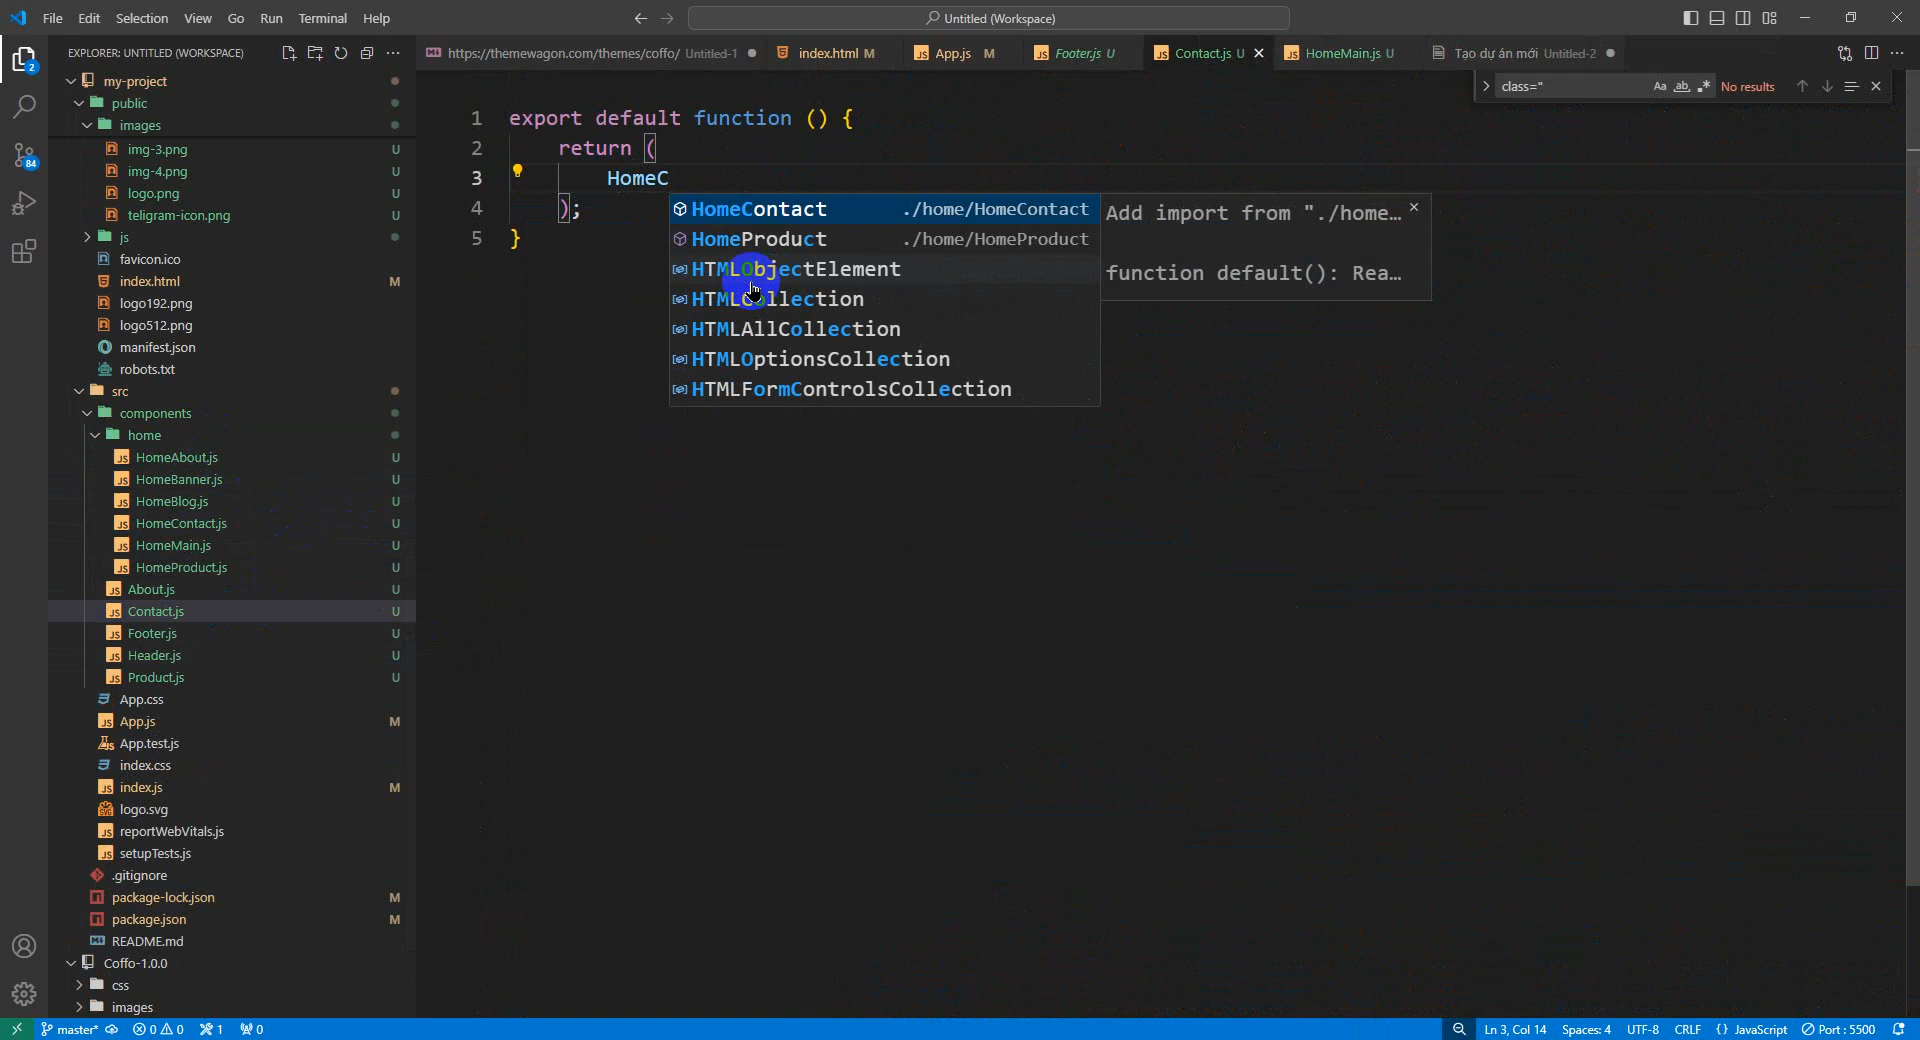 File Edit Selection View Go Run Terminal Help
Untitled (Workspace)
EXPLORER: UNTITLED (WORKSPACE)
https://themewagon.com/themes/coffo/ Untitled-1
index.html M
App.js M
Footer.js U
Contact.js U
HomeMain.js U
Tạo dự án mới Untitled-2
class="
Aa ab
No results
2
84
my-project
public
images
img-3.png U
img-4.png U
logo.png U
teligram-icon.png U
js
favicon.ico
index.html M
logo192.png
logo512.png
manifest.json
robots.txt
src
components
home
HomeAbout.js U
HomeBanner.js U
HomeBlog.js U
HomeContact.js U
HomeMain.js U
HomeProduct.js U
About.js U
Contact.js U
Footer.js U
Header.js U
Product.js U
App.css
App.js M
App.test.js
index.css
index.js M
logo.svg
reportWebVitals.js
setupTests.js
.gitignore
package-lock.json M
package.json M
README.md
Coffo-1.0.0
css
images
1 export default function () {
2 return (
3 HomeC
4 );
5 }
HomeContact ./home/HomeContact
HomeProduct ./home/HomeProduct
HTMLObjectElement
HTMLCollection
HTMLAllCollection
HTMLOptionsCollection
HTMLFormControlsCollection
Add import from "./home…
function default(): Rea…
master* 0 0 1 0
Ln 3, Col 14 Spaces: 4 UTF-8 CRLF {} JavaScript Port : 5500